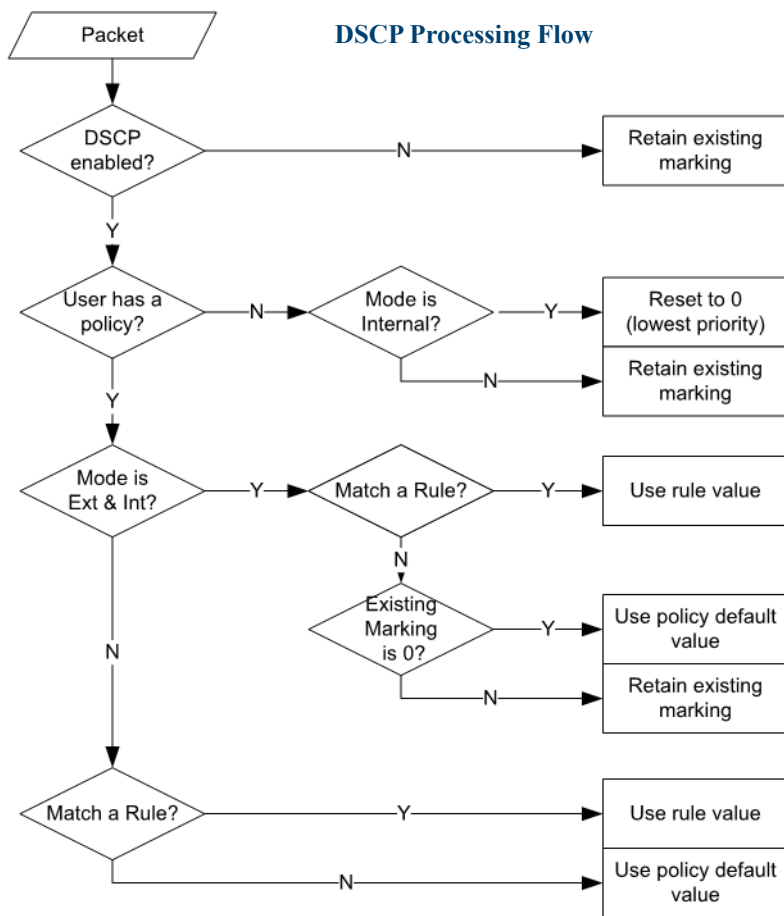 Packet
DSCP Processing Flow
DSCP
enabled?
N
Retain existing
marking
Y
User has a
policy?
N
Mode is
Internal?
Y
Reset to 0
(lowest priority)
N
Retain existing
marking
Y
Mode is
Ext & Int?
Y
Match a Rule?
Y
Use rule value
N
Existing
Marking
is 0?
Y
Use policy default
value
N
Retain existing
marking
N
Match a Rule?
Y
Use rule value
N
Use policy default
value